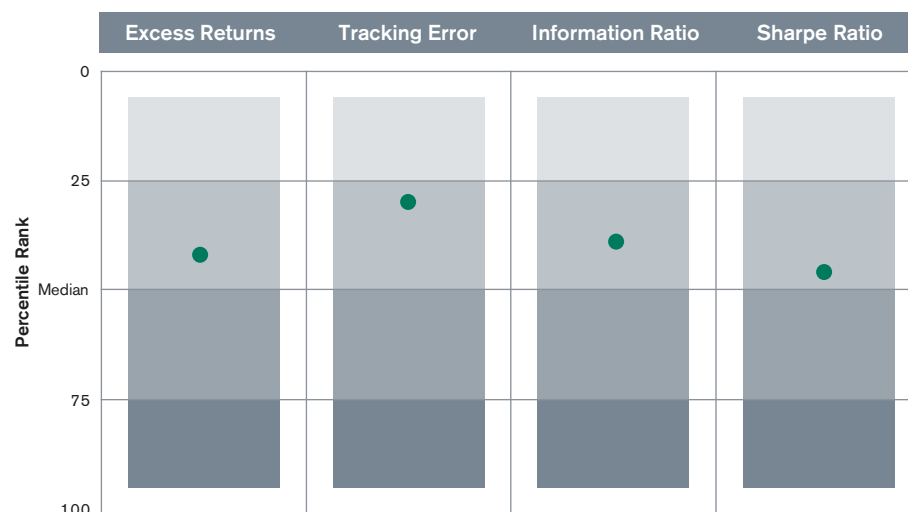 Excess Returns Tracking Error Information Ratio Sharpe Ratio
0
25
Percentile Rank
Median
75
100